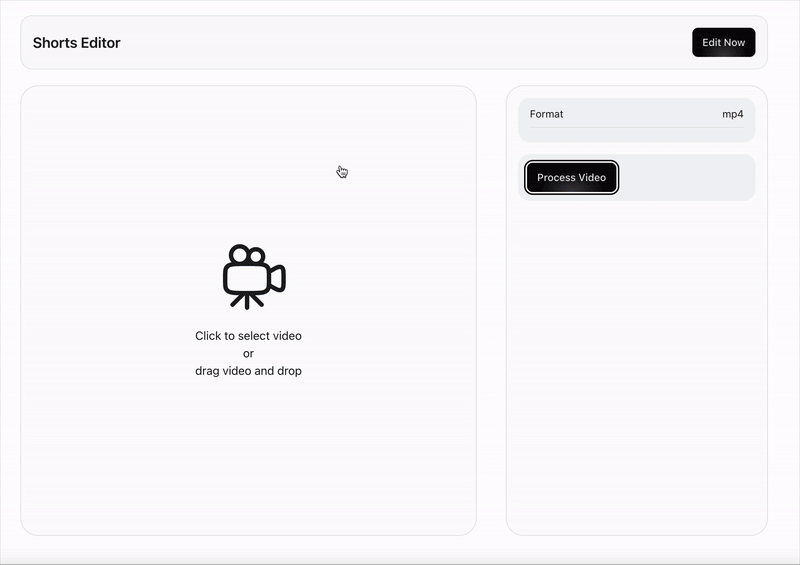 Shorts Editor
Edit Now
Click to select video
or
drag video and drop
Format
mp4
Process Video